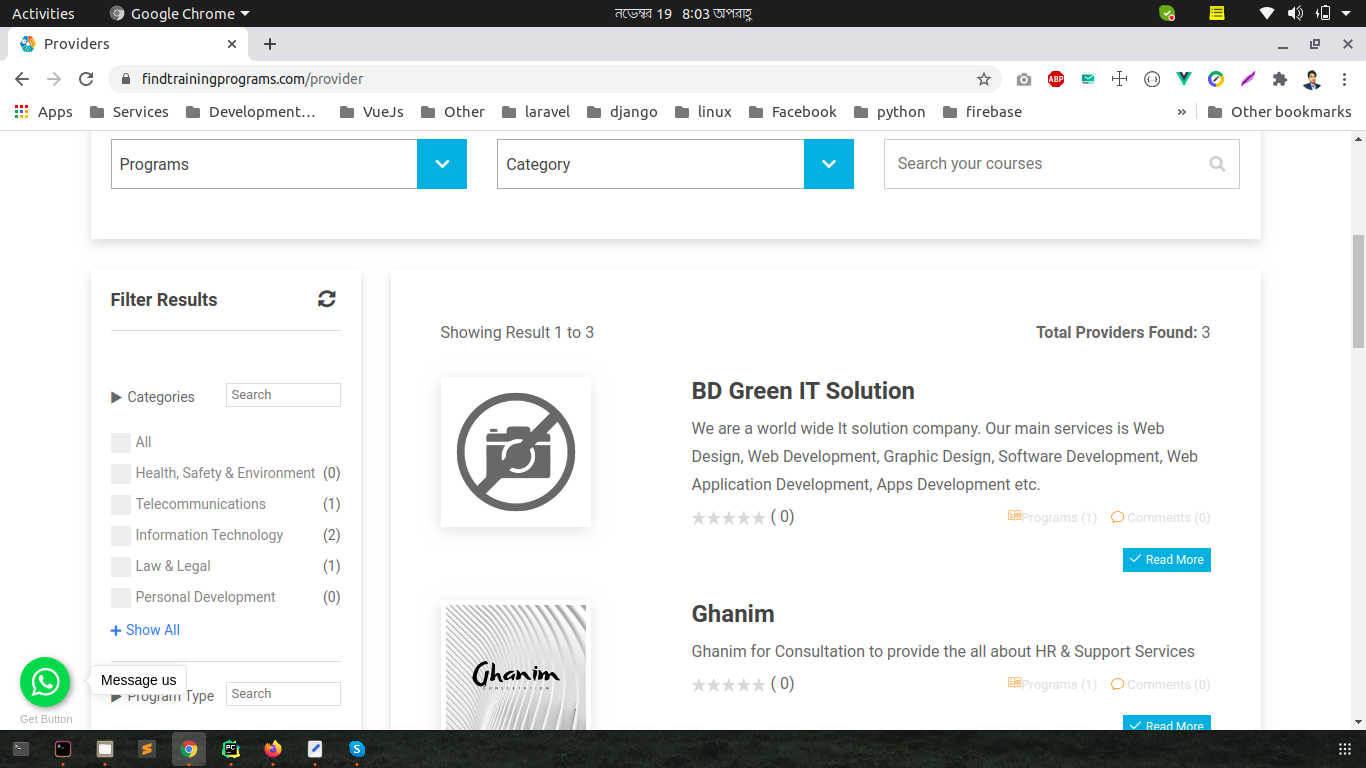 Activities
Google Chrome
নভেম্বর 19 8:03 অপরাহ্ণ
Providers
findtrainingprograms.com/provider
ABP
Apps
Services
Development…
VueJs
Other
laravel
django
linux
Facebook
python
firebase
»
Other bookmarks
Programs
Category
Search your courses
Filter Results
Showing Result 1 to 3
Total Providers Found: 3
Categories
Search
All
Health, Safety & Environment (0)
Telecommunications (1)
Information Technology (2)
Law & Legal (1)
Personal Development (0)
+ Show All
Program Type
Search
BD Green IT Solution
We are a world wide It solution company. Our main services is Web
Design, Web Development, Graphic Design, Software Development, Web
Application Development, Apps Development etc.
( 0)
Programs (1)
Comments (0)
Read More
Ghanim
CONSULTATION
Ghanim
Ghanim for Consultation to provide the all about HR & Support Services
( 0)
Programs (1)
Comments (0)
Read More
Message us
Get Button